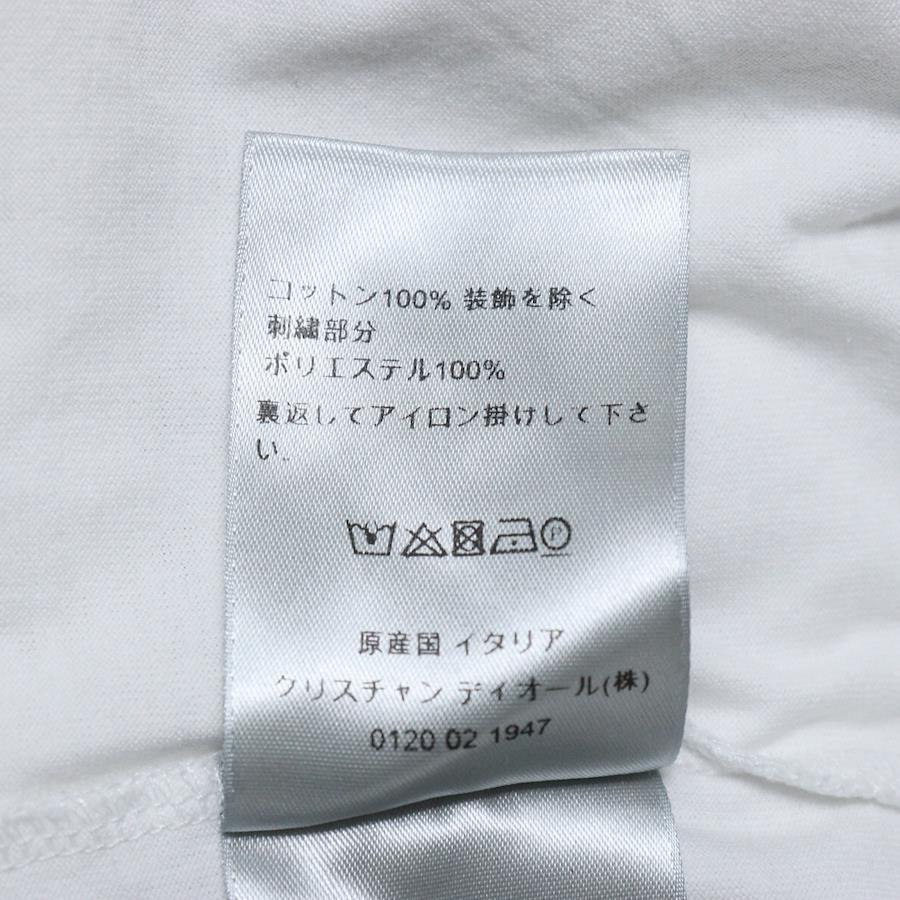 コットン100% 装飾を除く
刺繍部分
ポリエステル100%
裏返してアイロン掛けして下さ
い.
P
原産国 イタリア
クリスチャン ディオール(株)
0120 02 1947